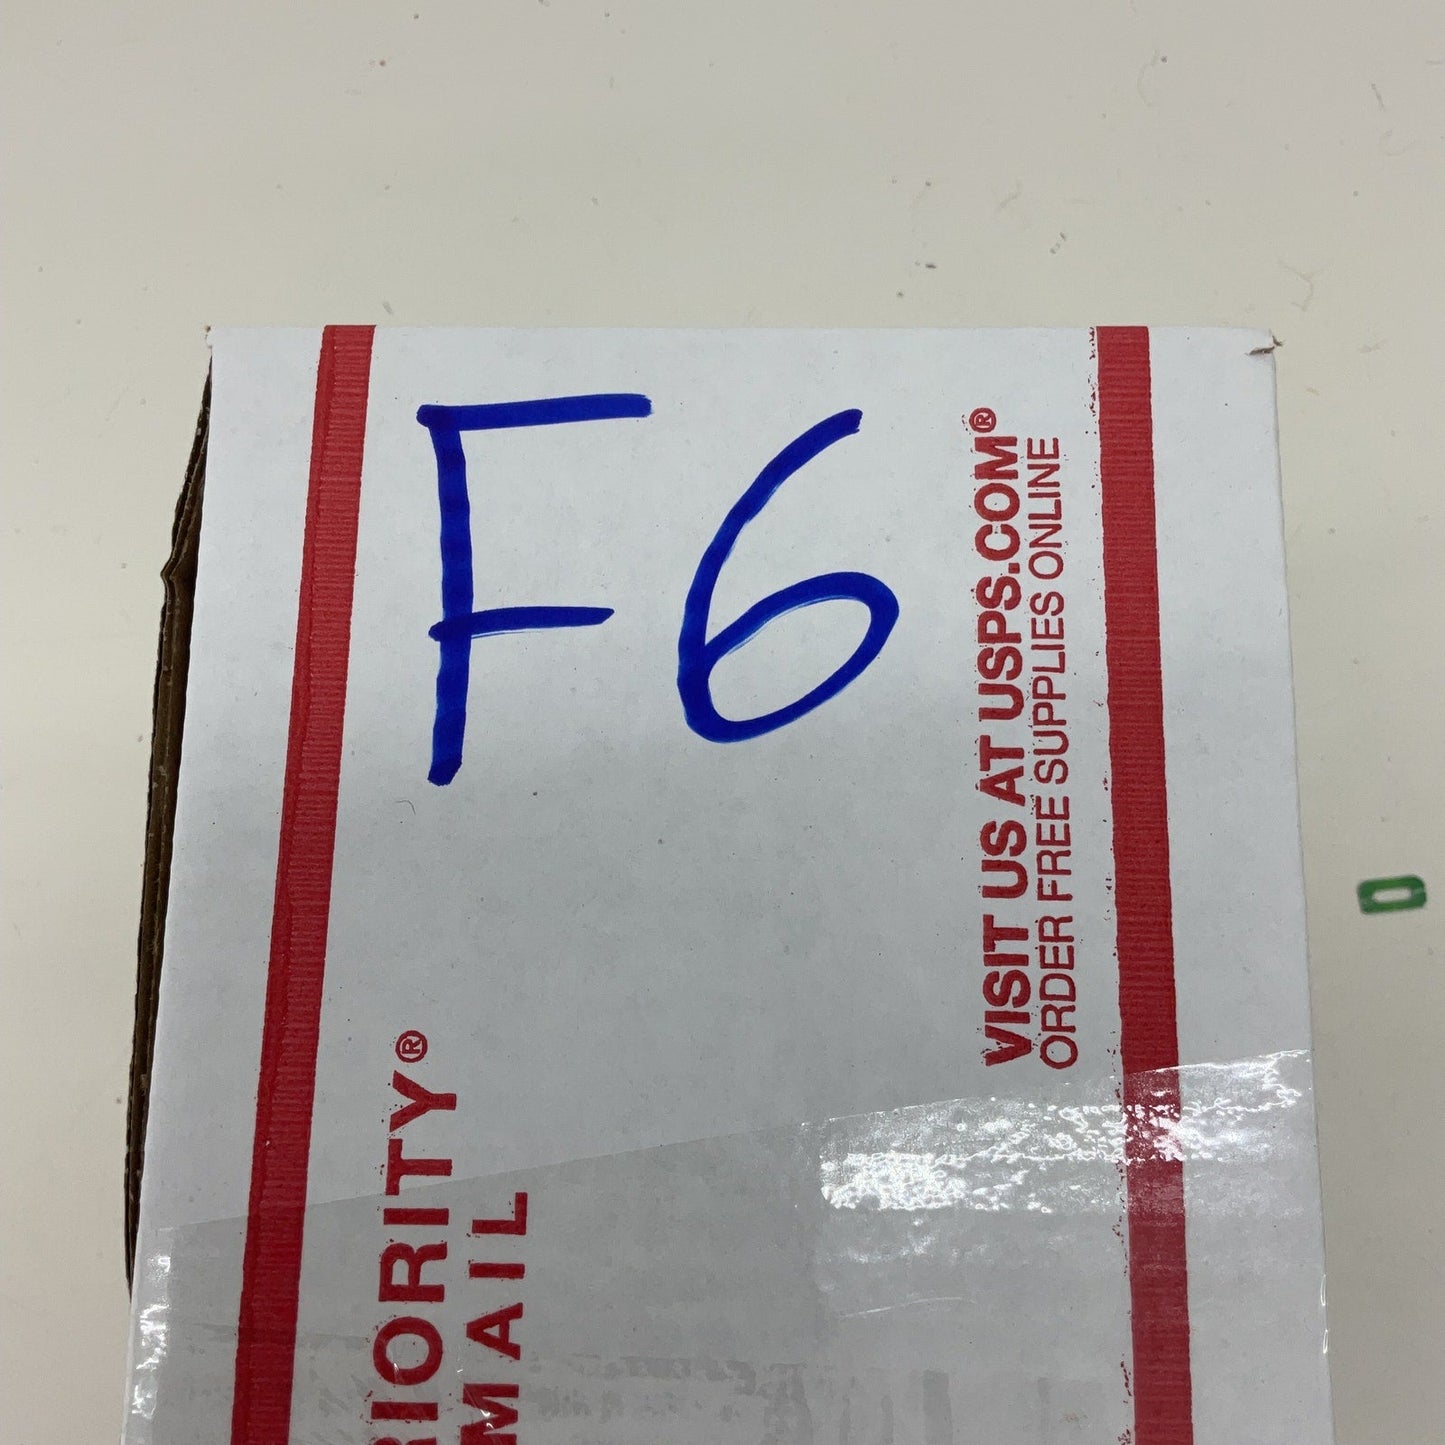 F6
VISIT US AT USPS.COM®
ORDER FREE SUPPLIES ONLINE
RIORITY®
MAIL